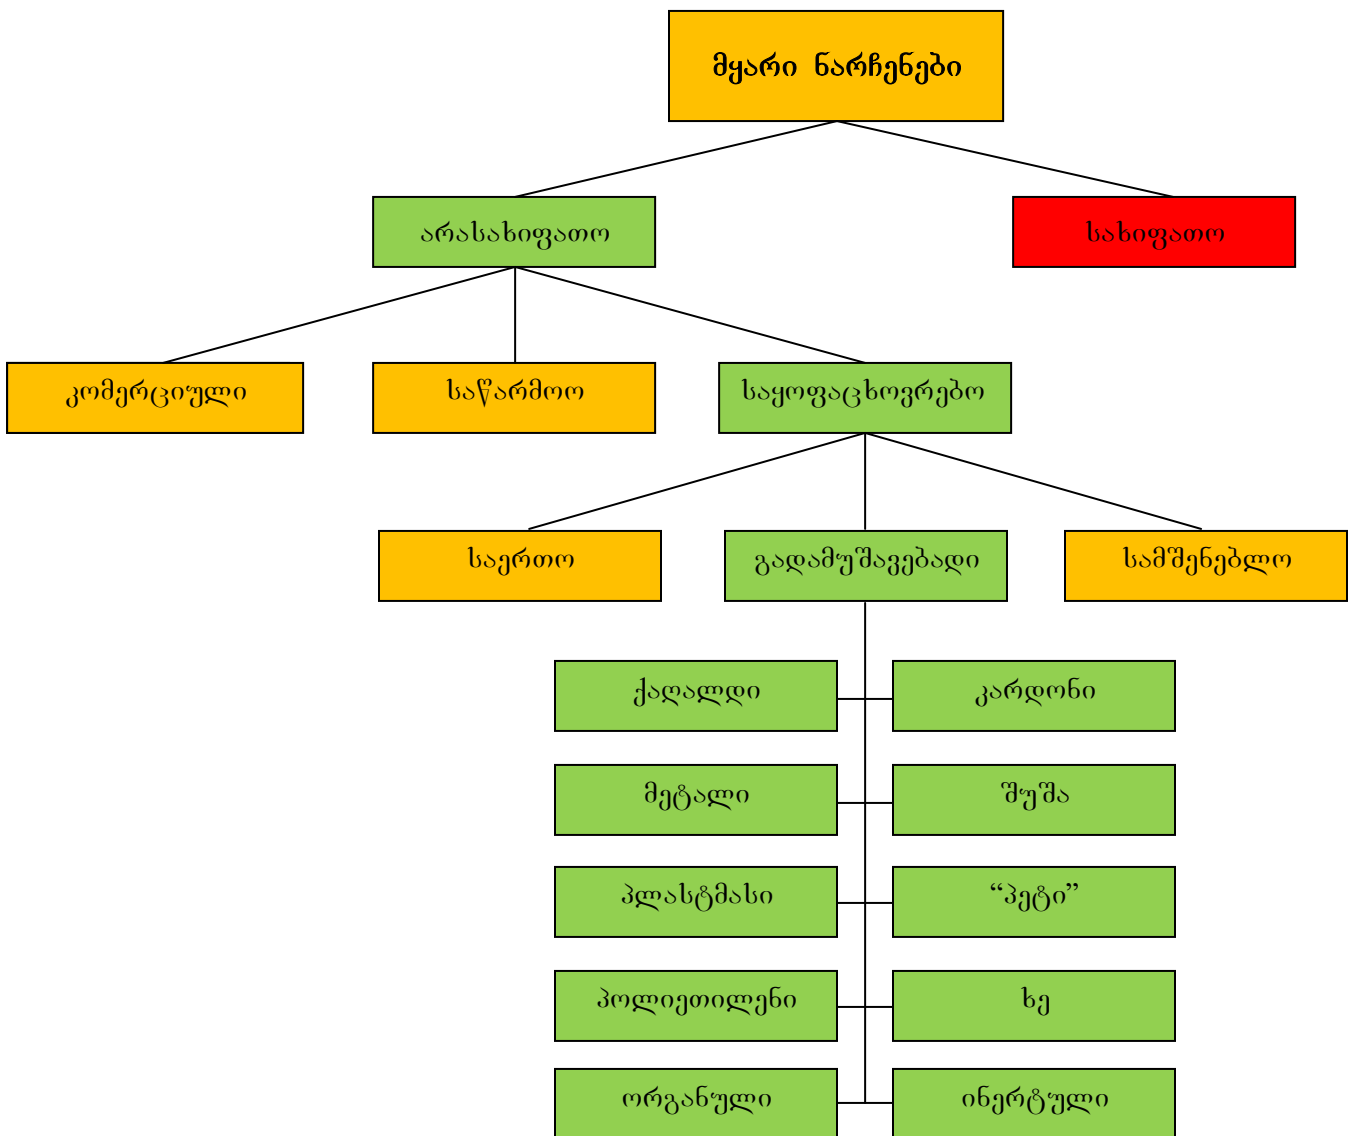 მყარი ნარჩენები
არასახიფათო
სახიფათო
კომერციული
საწარმოო
საყოფაცხოვრებო
საერთო
გადამუშავებადი
სამშენებლო
ქაღალდი
კარდონი
მეტალი
შუშა
პლასტმასი
“პეტი”
პოლიეთილენი
ხე
ორგანული
ინერტული